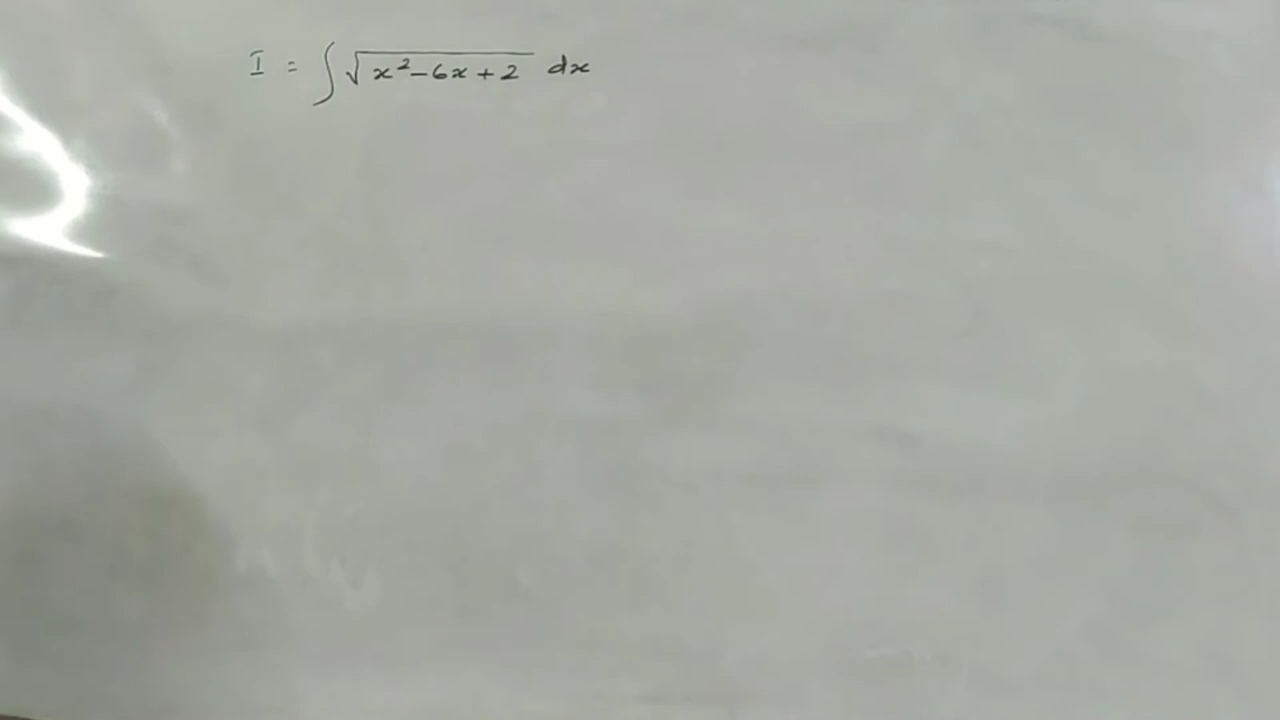 I = ∫ √(x²-6x+2) dx